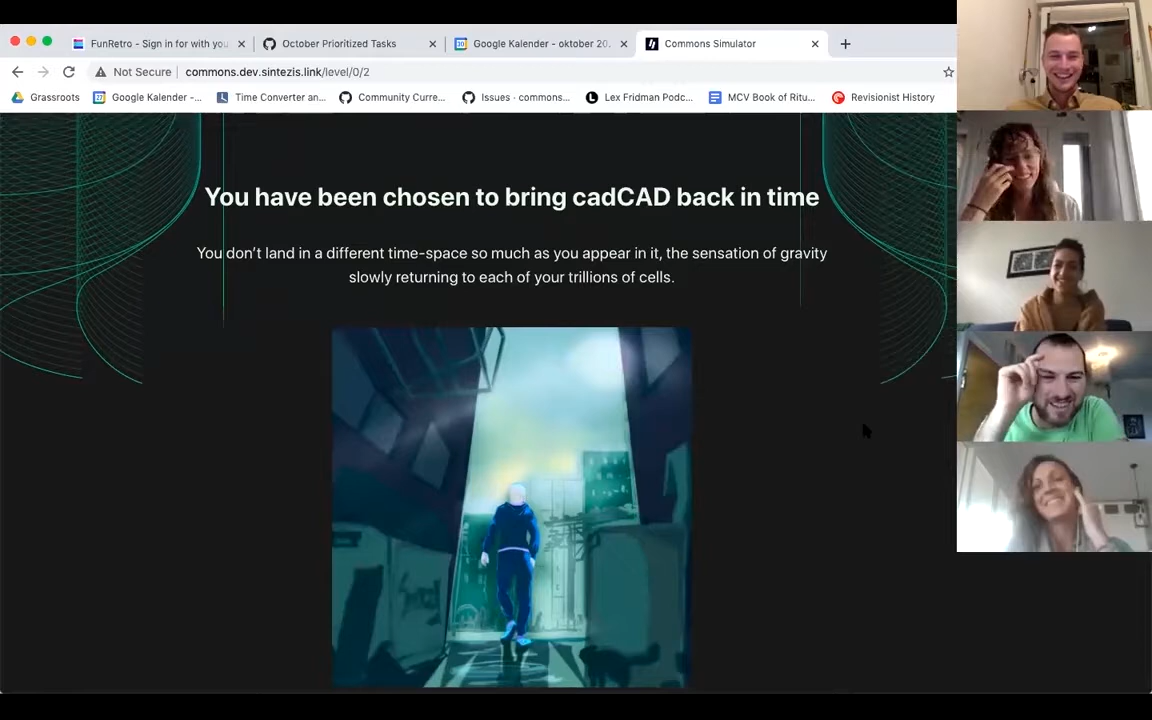 FunRetro - Sign in for with you
October Prioritized Tasks
Google Kalender - oktober 20.
Commons Simulator
Not Secure
commons.dev.sintezis.link/level/0/2
Grassroots
Google Kalender -...
Time Converter an...
Community Curre...
Issues · commons...
Lex Fridman Podc...
MCV Book of Ritu...
Revisionist History
You have been chosen to bring cadCAD back in time
You don't land in a different time-space so much as you appear in it, the sensation of gravity
slowly returning to each of your trillions of cells.